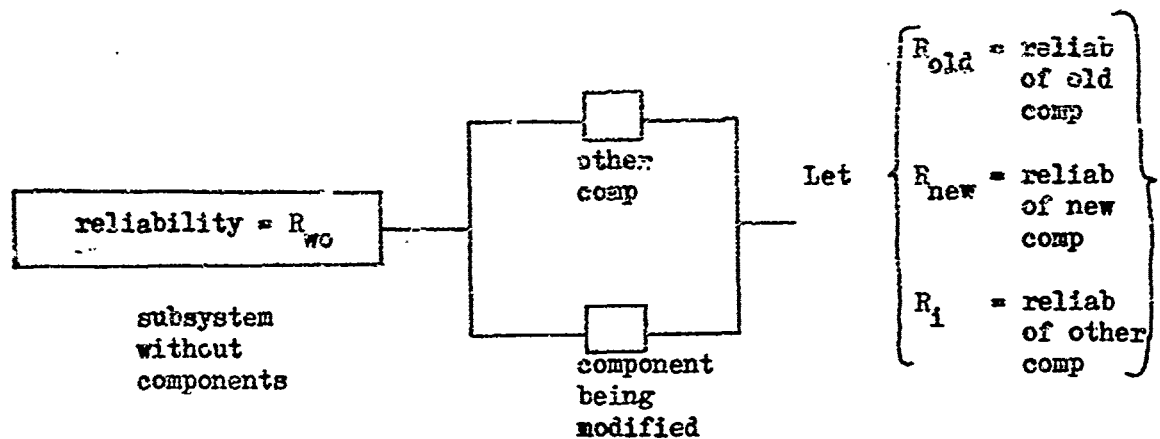 reliability = R_wo
subsystem
without
components
other
comp
component
being
modified
Let
R_old = reliab
of old
comp
R_new = reliab
of new
comp
R_i = reliab
of other
comp